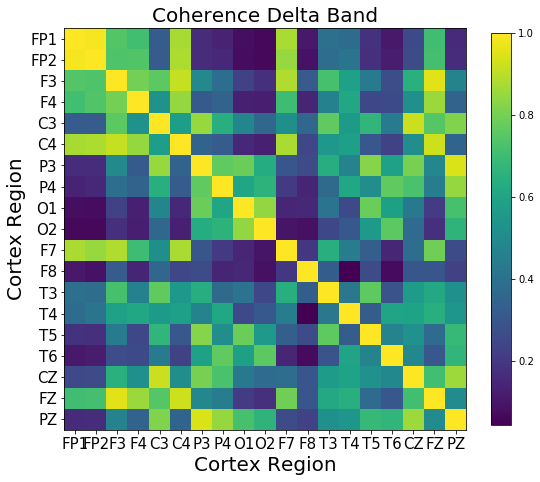 Coherence Delta Band
Cortex Region
FP1
FP2
F3
F4
C3
C4
P3
P4
O1
O2
F7
F8
T3
T4
T5
T6
CZ
FZ
PZ
FP1 FP2 F3 F4 C3 C4 P3 P4 O1 O2 F7 F8 T3 T4 T5 T6 CZ FZ PZ
Cortex Region
1.0
0.8
0.6
0.4
0.2